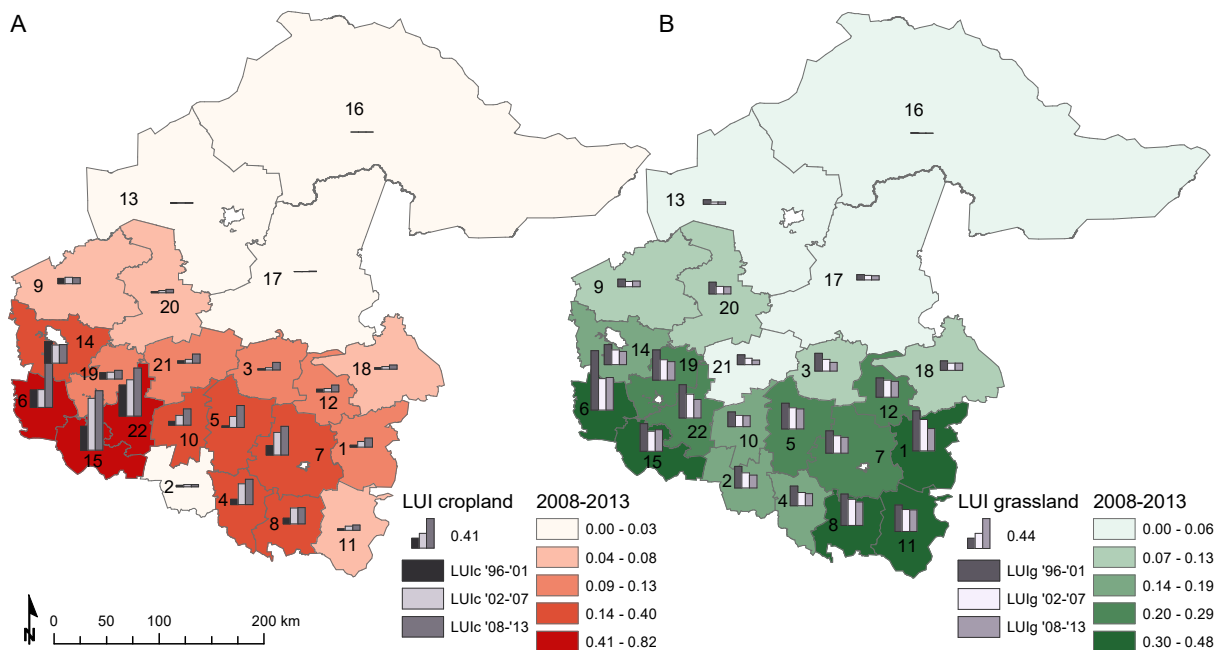 A
16
13
17
9
20
14
21
19
3
18
12
6
22
5
10
15
7
1
2
4
8
11
LUI cropland
0.41
LUIc '96-'01
LUIc '02-'07
LUIc '08-'13
2008-2013
0.00 - 0.03
0.04 - 0.08
0.09 - 0.13
0.14 - 0.40
0.41 - 0.82
N
0 50 100 200 km
B
16
13
17
9
20
14
19
21
3
18
12
6
22
10
5
7
1
15
2
4
8
11
LUI grassland
0.44
LUIg '96-'01
LUIg '02-'07
LUIg '08-'13
2008-2013
0.00 - 0.06
0.07 - 0.13
0.14 - 0.19
0.20 - 0.29
0.30 - 0.48